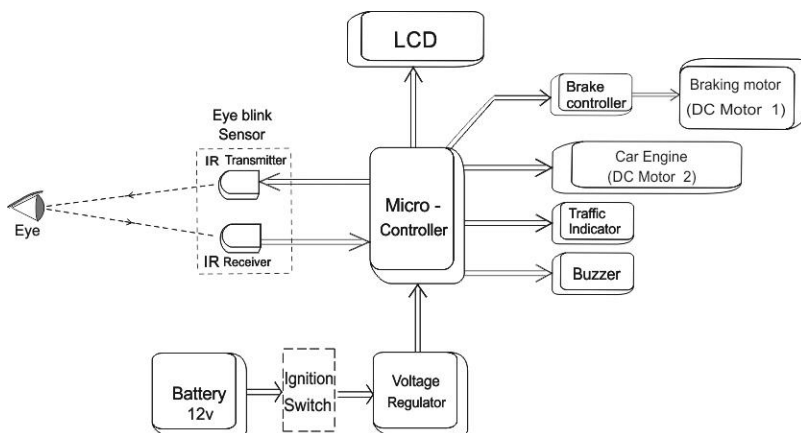 LCD
Brake
controller
Braking motor
(DC Motor 1)
Eye blink
Sensor
IR Transmitter
Car Engine
(DC Motor 2)
Micro -
Controller
Traffic
Indicator
Eye
IR Receiver
Buzzer
Battery
12v
Ignition
Switch
Voltage
Regulator